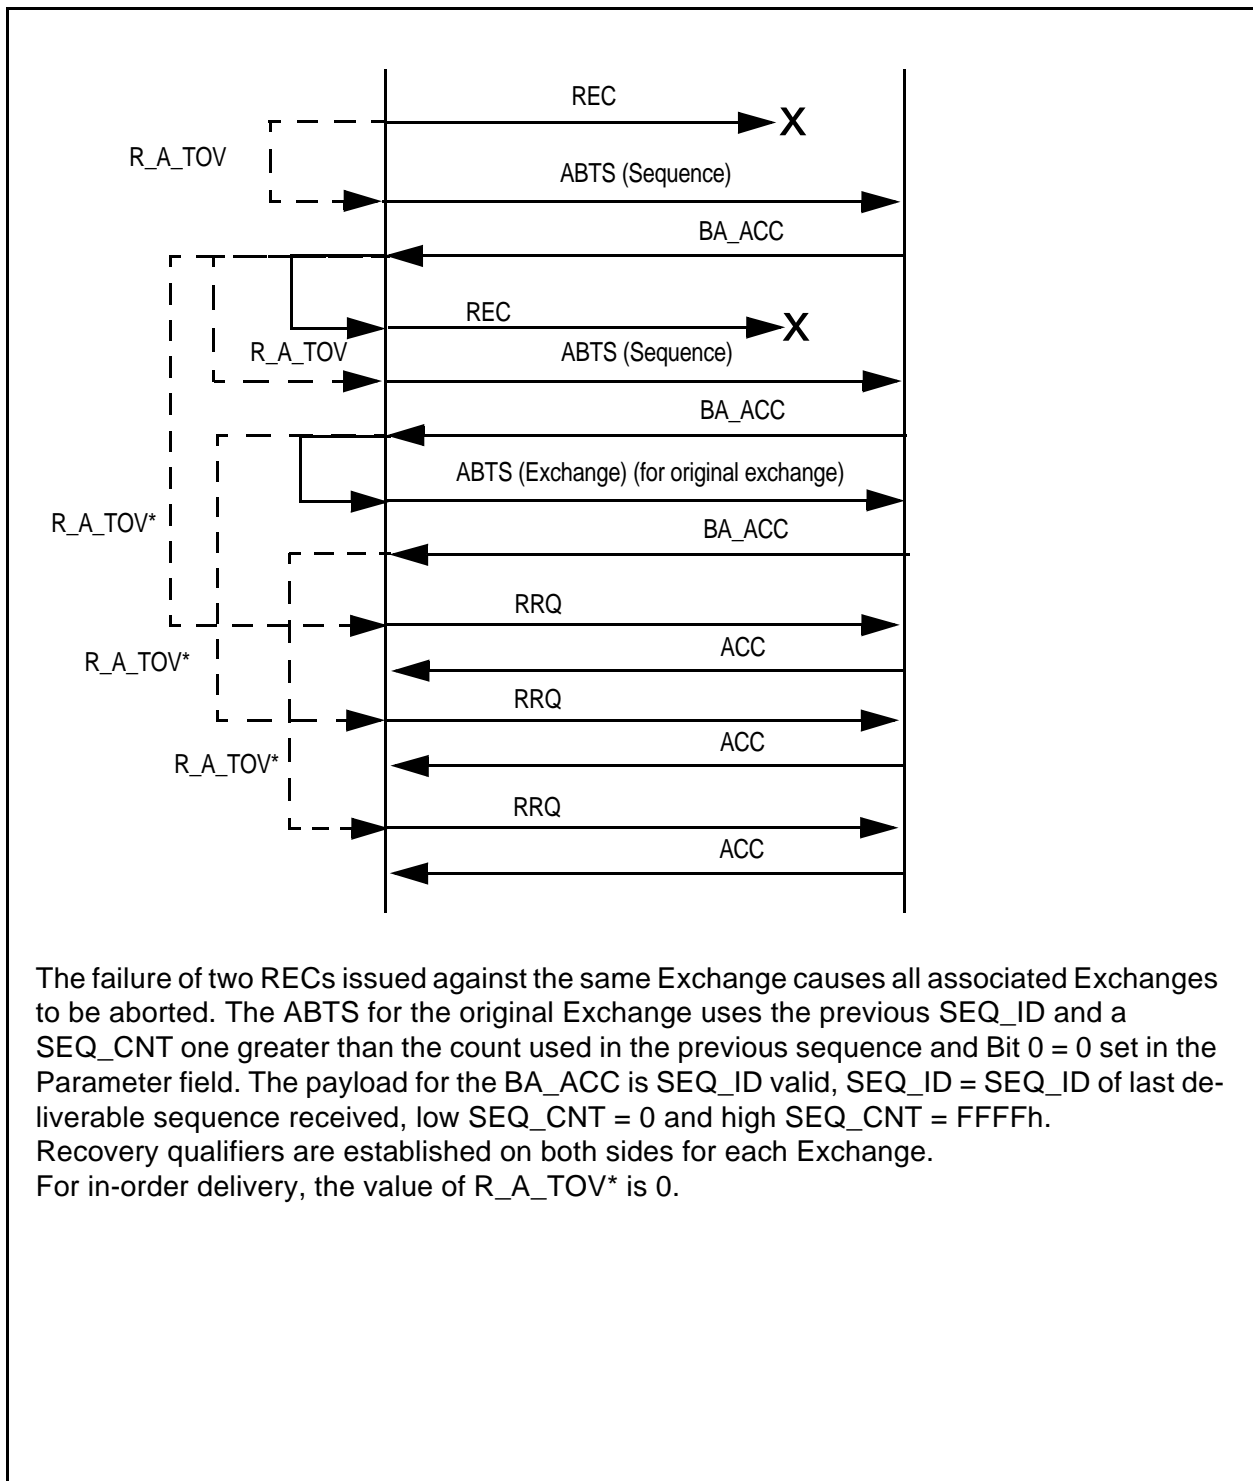 REC
X
R_A_TOV
ABTS (Sequence)
BA_ACC
REC
X
R_A_TOV
ABTS (Sequence)
BA_ACC
ABTS (Exchange) (for original exchange)
R_A_TOV*
BA_ACC
RRQ
ACC
R_A_TOV*
RRQ
ACC
R_A_TOV*
RRQ
ACC
The failure of two RECs issued against the same Exchange causes all associated Exchanges
to be aborted. The ABTS for the original Exchange uses the previous SEQ_ID and a
SEQ_CNT one greater than the count used in the previous sequence and Bit 0 = 0 set in the
Parameter field. The payload for the BA_ACC is SEQ_ID valid, SEQ_ID = SEQ_ID of last de-
liverable sequence received, low SEQ_CNT = 0 and high SEQ_CNT = FFFFh.
Recovery qualifiers are established on both sides for each Exchange.
For in-order delivery, the value of R_A_TOV* is 0.